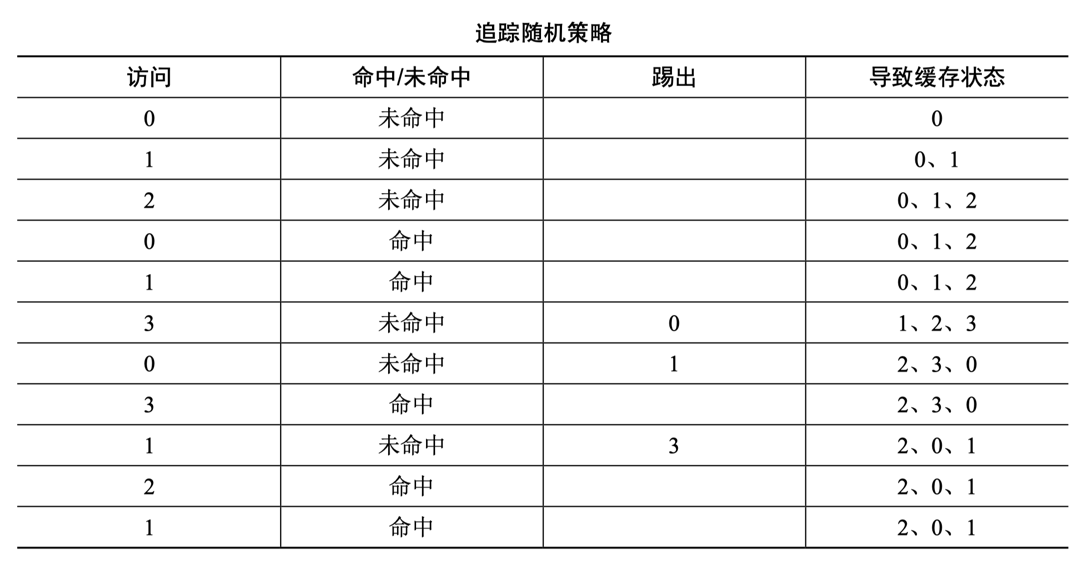 追踪随机策略
访问 命中/未命中 踢出 导致缓存状态
0 未命中 0
1 未命中 0、1
2 未命中 0、1、2
0 命中 0、1、2
1 命中 0、1、2
3 未命中 0 1、2、3
0 未命中 1 2、3、0
3 命中 2、3、0
1 未命中 3 2、0、1
2 命中 2、0、1
1 命中 2、0、1